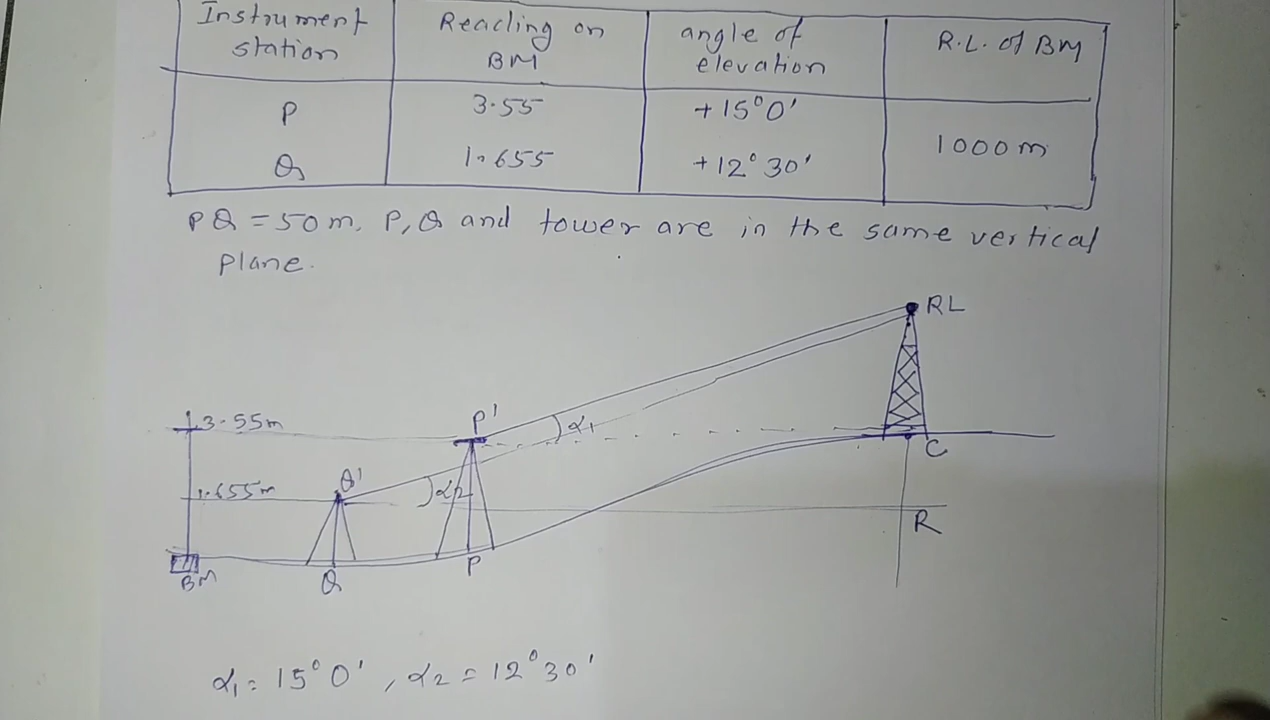 Instrument station
Reading on BM
angle of elevation
R.L. of BM
P
3.55
+15°0'
Q
1.655
+12°30'
1000m
PQ = 50m. P, Q and tower are in the same vertical
plane.
RL
3.55m
P'
α1
C
1.655m
Q'
α2
R
BM
Q
P
α1 = 15°0', α2 = 12°30'